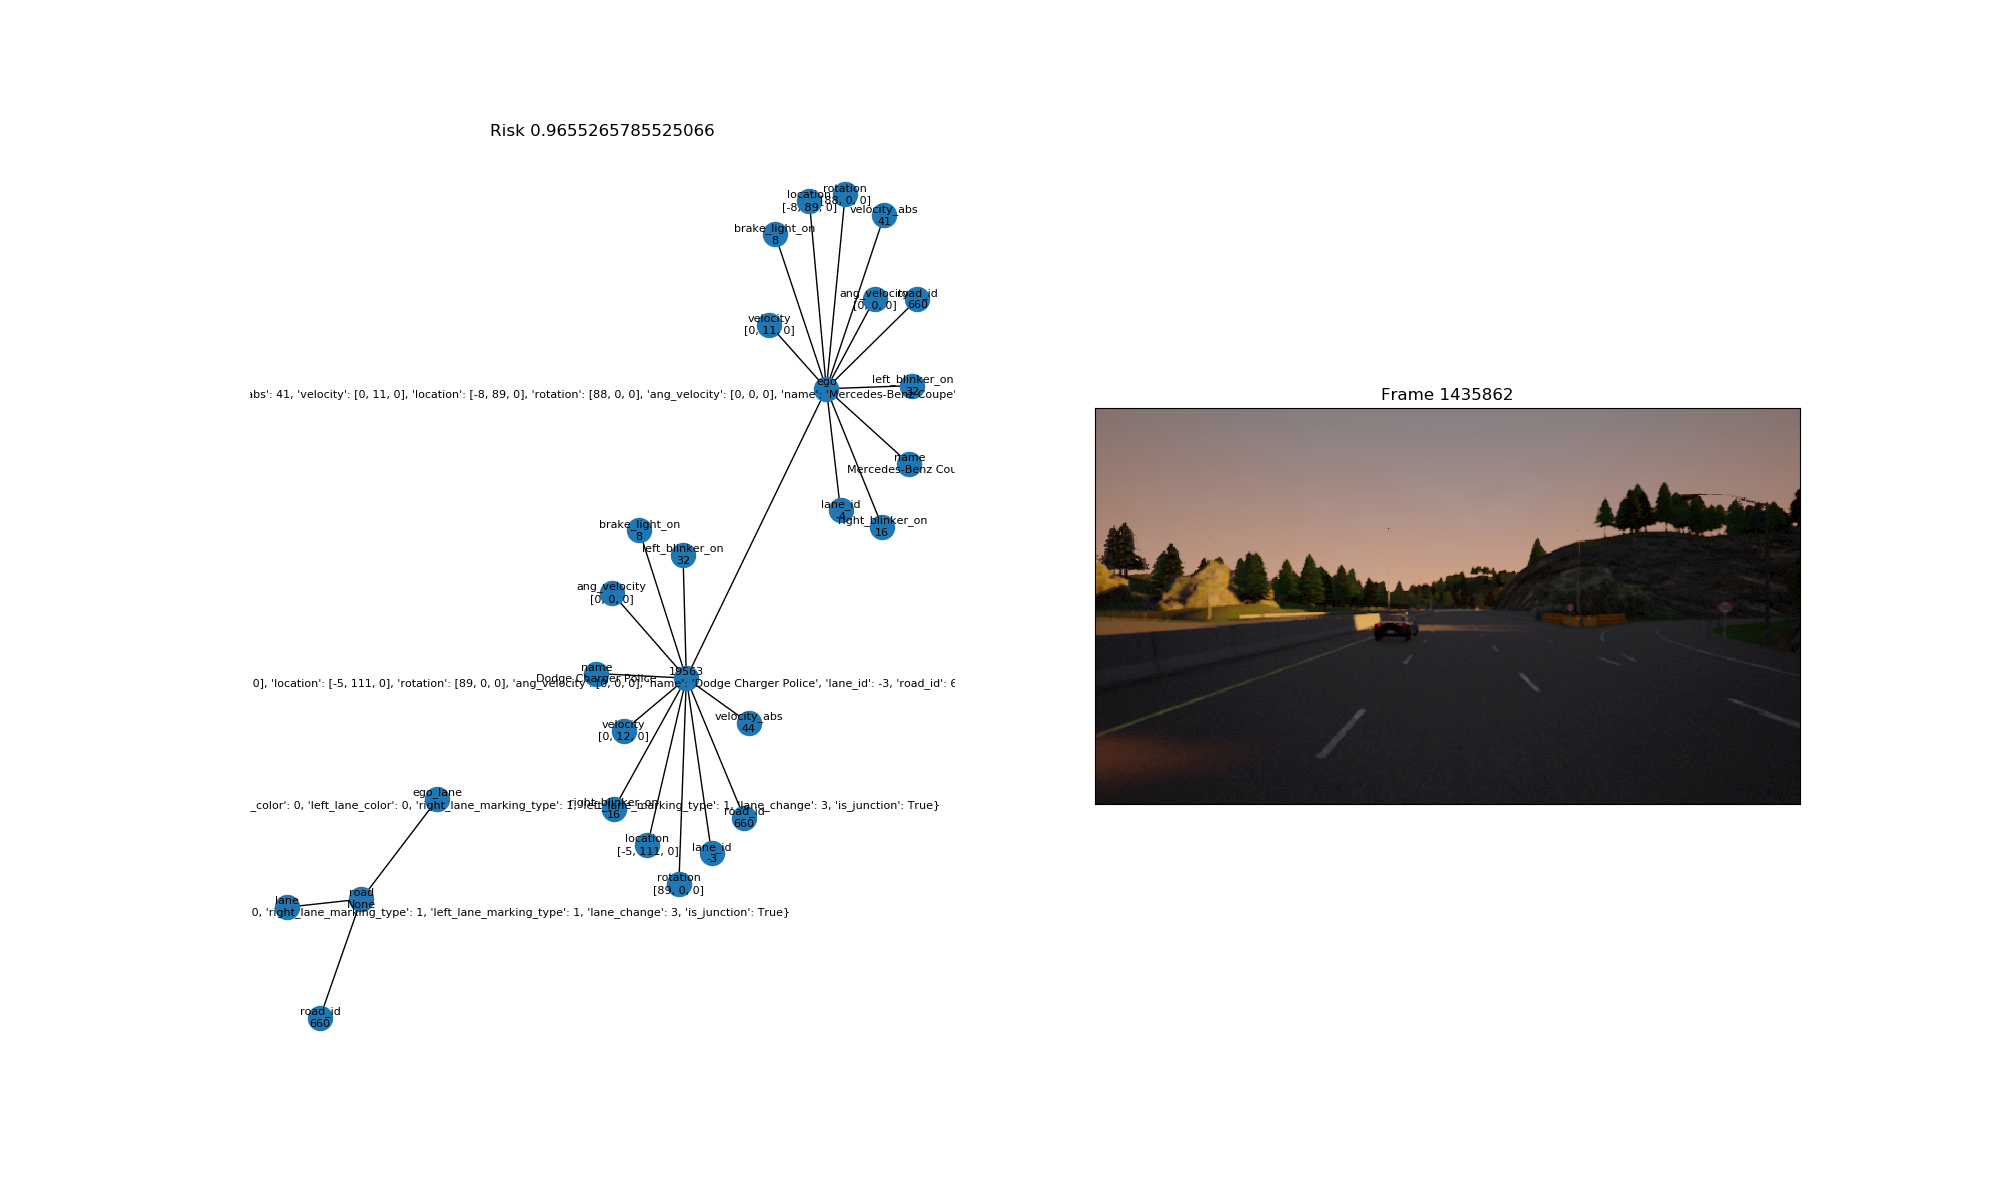 Risk 0.9655265785525066
rotation
[88, 0, 0]
location
[-8, 89, 0]
velocity_abs
41
brake_light_on
8
ang_velocity
[0, 0, 0]
road_id
660
velocity
[0, 11, 0]
left_blinker_on
32
ego
abs': 41, 'velocity': [0, 11, 0], 'location': [-8, 89, 0], 'rotation': [88, 0, 0], 'ang_velocity': [0, 0, 0], 'name': 'Mercedes-Benz Coupe'
name
Mercedes-Benz Cou
lane_id
-4
right_blinker_on
16
brake_light_on
8
left_blinker_on
32
ang_velocity
[0, 0, 0]
name
Dodge Charger Police
19563
0], 'location': [-5, 111, 0], 'rotation': [89, 0, 0], 'ang_velocity': [0, 0, 0], 'name': 'Dodge Charger Police', 'lane_id': -3, 'road_id': 6
velocity
[0, 12, 0]
velocity_abs
44
ego_lane
_color': 0, 'left_lane_color': 0, 'right_lane_marking_type': 1, 'left_lane_marking_type': 1, 'lane_change': 3, 'is_junction': True}
right_blinker_on
16
road_id
660
location
[-5, 111, 0]
lane_id
-3
rotation
[89, 0, 0]
lane
0, 'right_lane_marking_type': 1, 'left_lane_marking_type': 1, 'lane_change': 3, 'is_junction': True}
road
None
road_id
660
Frame 1435862